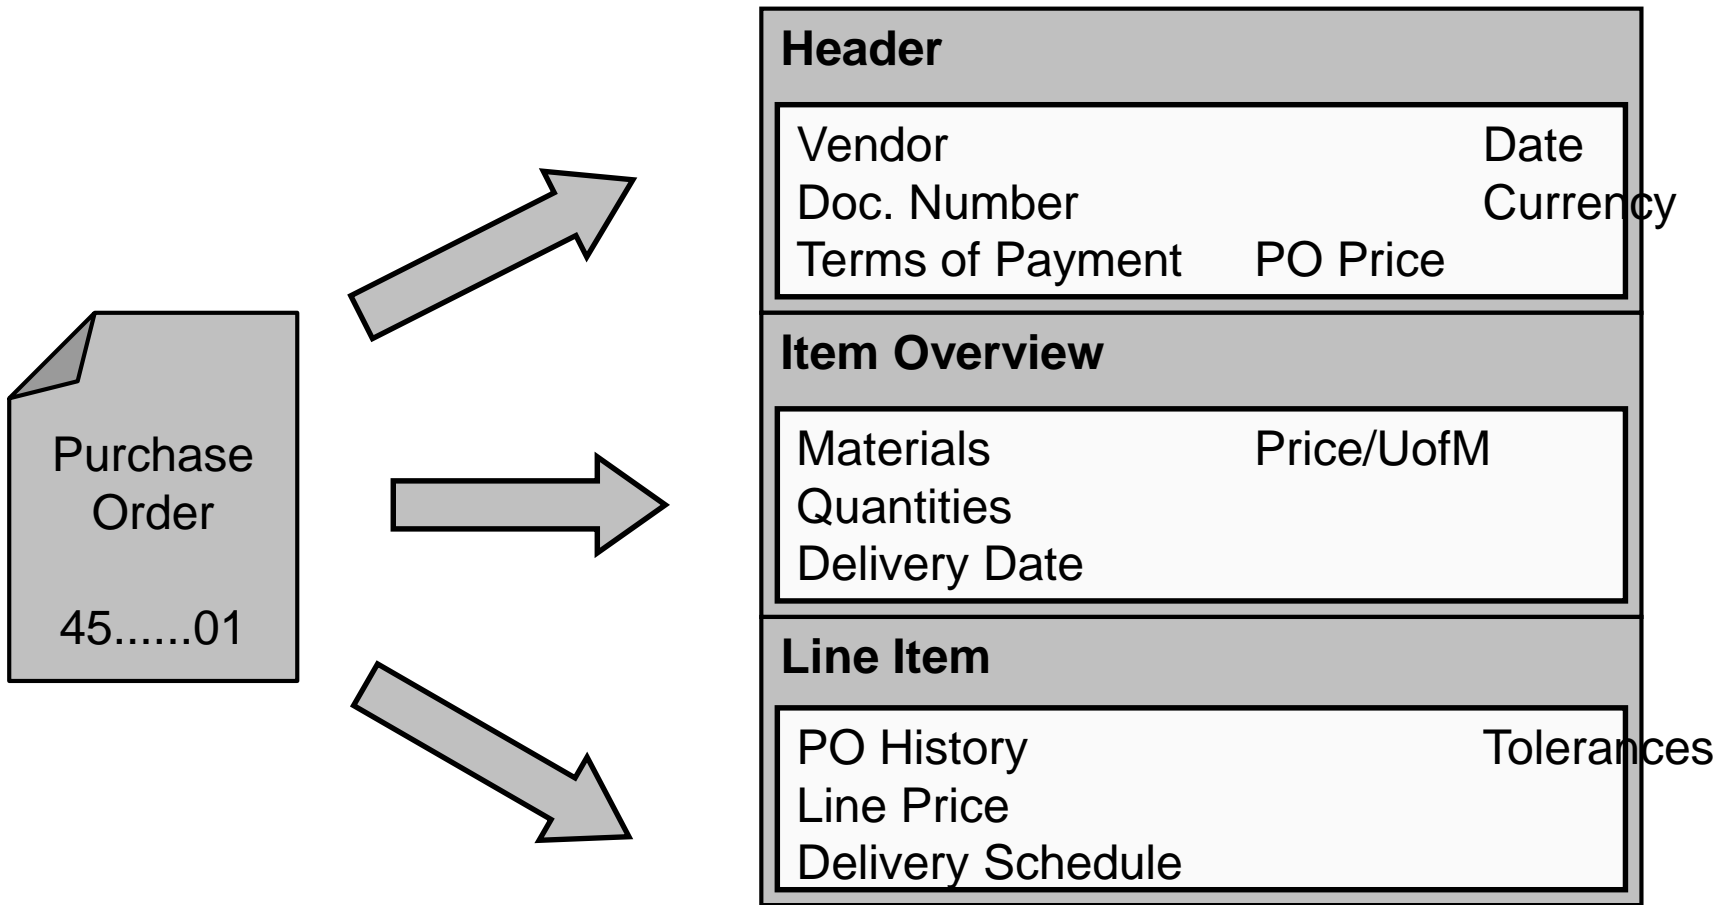 Purchase
Order
45......01
Header
Vendor Date
Doc. Number Currency
Terms of Payment PO Price
Item Overview
Materials Price/UofM
Quantities
Delivery Date
Line Item
PO History Tolerances
Line Price
Delivery Schedule